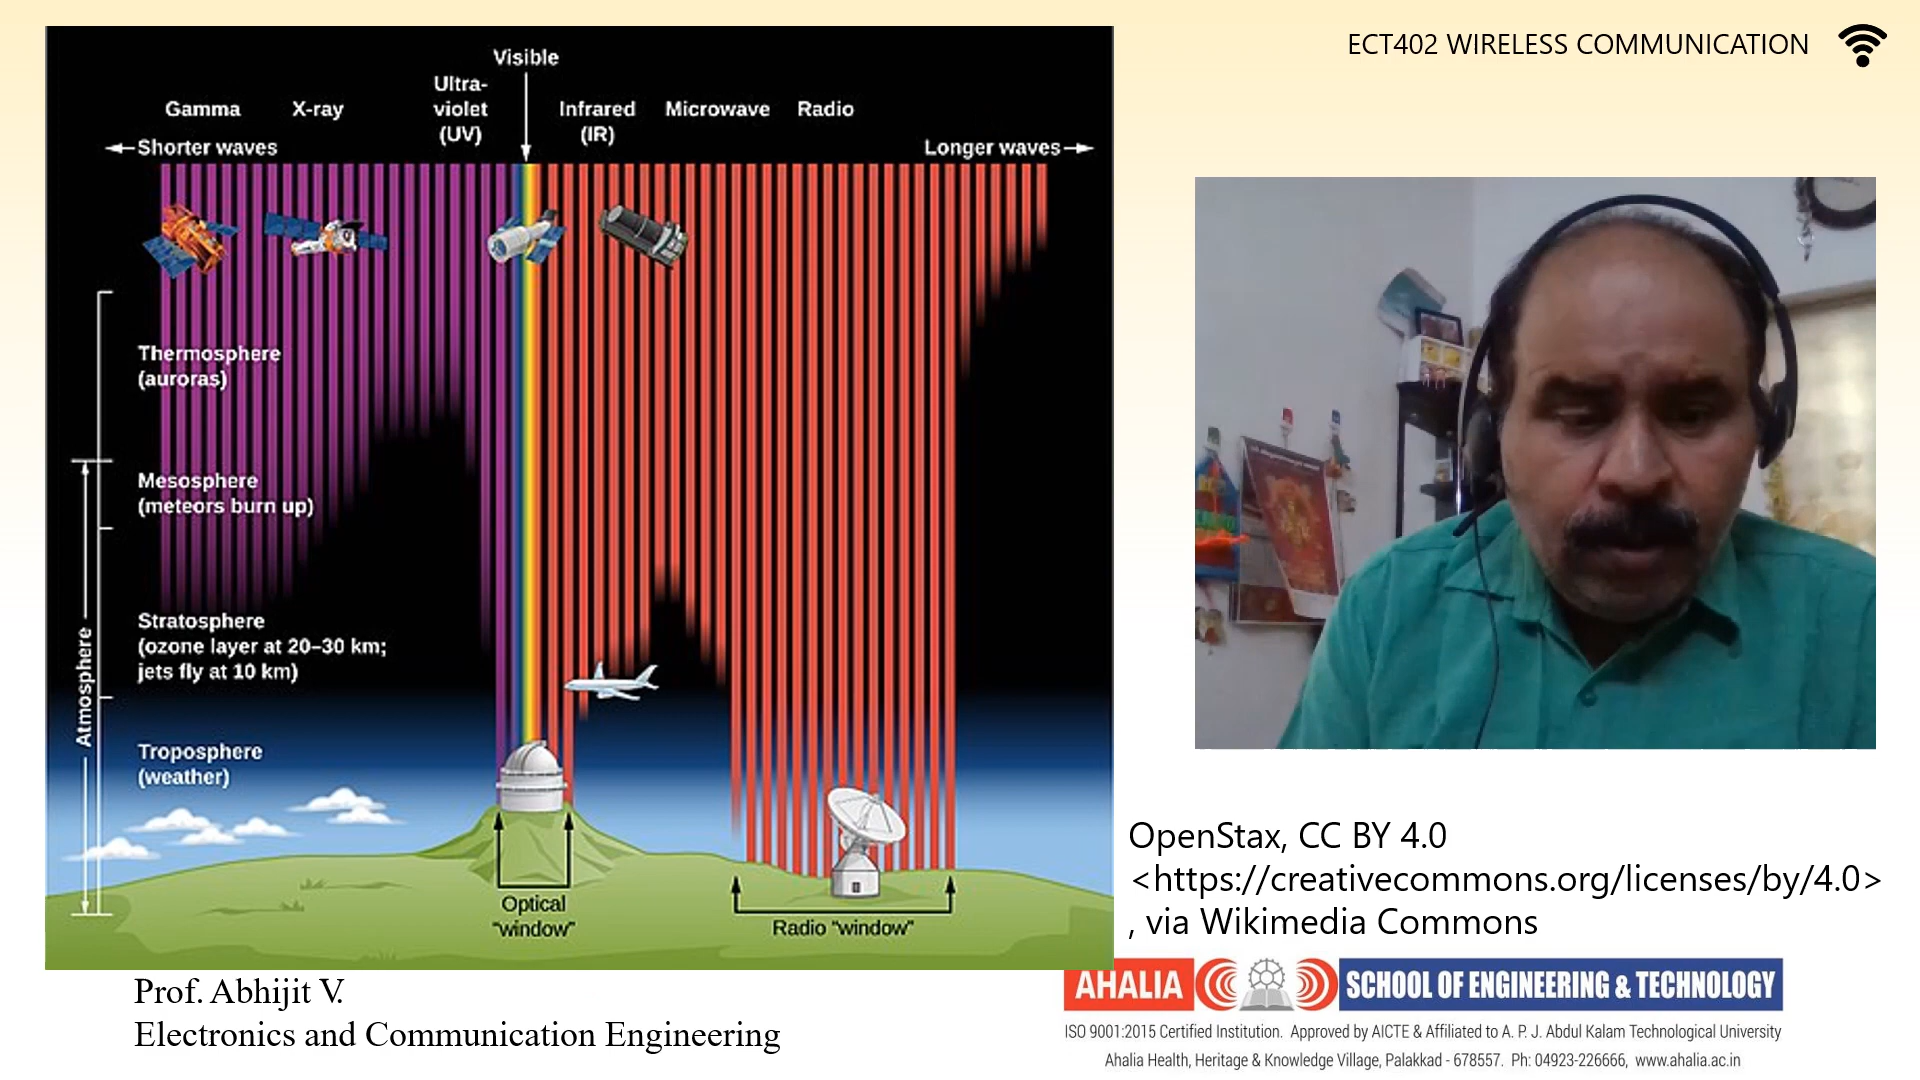 ECT402 WIRELESS COMMUNICATION
Visible
Gamma
X-ray
Ultra-
violet
(UV)
Infrared
(IR)
Microwave
Radio
Shorter waves
Longer waves
Thermosphere
(auroras)
Mesosphere
(meteors burn up)
Stratosphere
(ozone layer at 20–30 km;
jets fly at 10 km)
Atmosphere
Troposphere
(weather)
Optical
"window"
Radio "window"
OpenStax, CC BY 4.0
<https://creativecommons.org/licenses/by/4.0>
, via Wikimedia Commons
Prof. Abhijit V.
Electronics and Communication Engineering
AHALIA SCHOOL OF ENGINEERING & TECHNOLOGY
ISO 9001:2015 Certified Institution. Approved by AICTE & Affiliated to A. P. J. Abdul Kalam Technological University
Ahalia Health, Heritage & Knowledge Village, Palakkad - 678557. Ph: 04923-226666, www.ahalia.ac.in